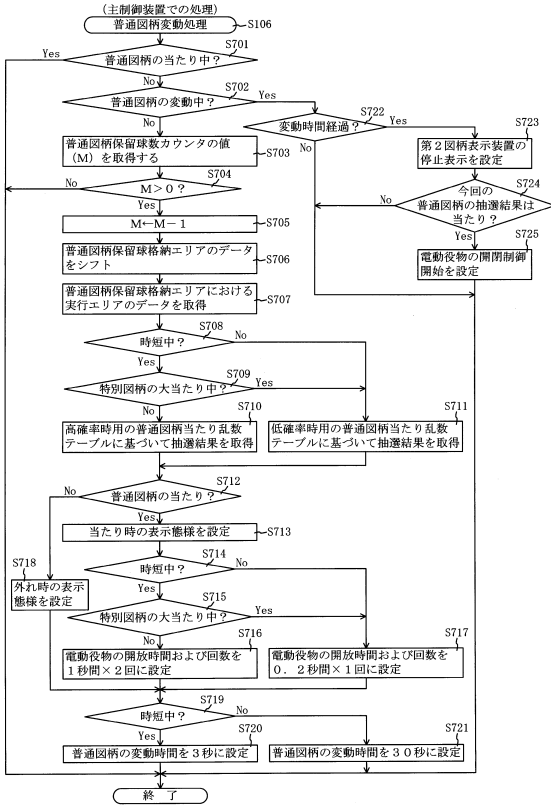 (主制御装置での処理)
普通図柄変動処理
S106
S701
Yes
普通図柄の当たり中？
No
S702
普通図柄の変動中？
Yes
S722
変動時間経過？
Yes
No
S723
第２図柄表示装置の
停止表示を設定
S724
今回の
普通図柄の抽選結果は
当たり？
No
Yes
S725
電動役物の開閉制御
開始を設定
No
普通図柄保留球数カウンタの値
（M）を取得する
S703
S704
No
M＞０？
Yes
M←M－１
S705
普通図柄保留球格納エリアのデータ
をシフト
S706
普通図柄保留球格納エリアにおける
実行エリアのデータを取得
S707
S708
時短中？
No
Yes
S709
特別図柄の大当たり中？
Yes
No
S710
高確率時用の普通図柄当たり乱数
テーブルに基づいて抽選結果を取得
S711
低確率時用の普通図柄当たり乱数
テーブルに基づいて抽選結果を取得
S712
No
普通図柄の当たり？
Yes
当たり時の表示態様を設定
S713
S718
外れ時の表示
態様を設定
S714
時短中？
No
Yes
S715
特別図柄の大当たり中？
Yes
No
S716
電動役物の開放時間および回数を
１秒間×２回に設定
S717
電動役物の開放時間および回数を
０．２秒間×１回に設定
S719
時短中？
No
Yes
S720
普通図柄の変動時間を３秒に設定
S721
普通図柄の変動時間を３０秒に設定
終 了